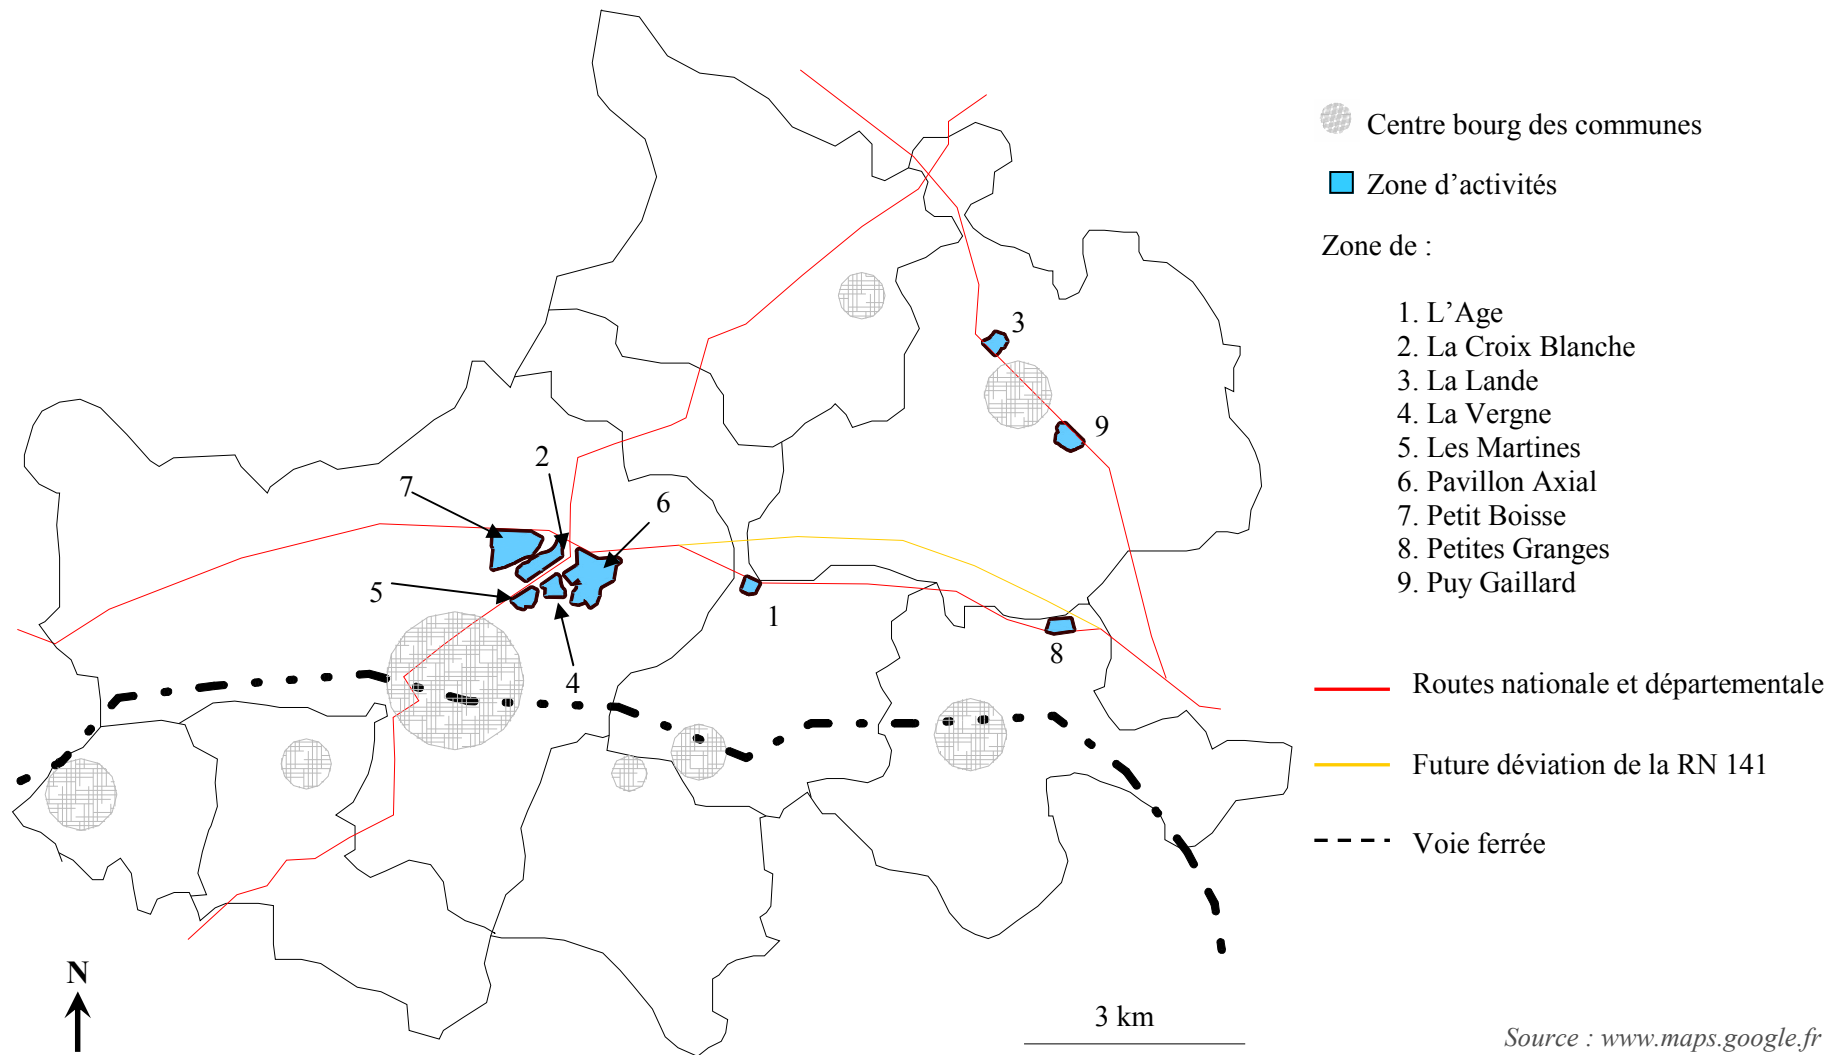 Centre bourg des communes
Zone d'activités
Zone de :
1. L'Age
2. La Croix Blanche
3. La Lande
4. La Vergne
5. Les Martines
6. Pavillon Axial
7. Petit Boisse
8. Petites Granges
9. Puy Gaillard
Routes nationale et départementale
Future déviation de la RN 141
Voie ferrée
3
9
2
7
6
5
1
8
4
N
3 km
Source : www.maps.google.fr